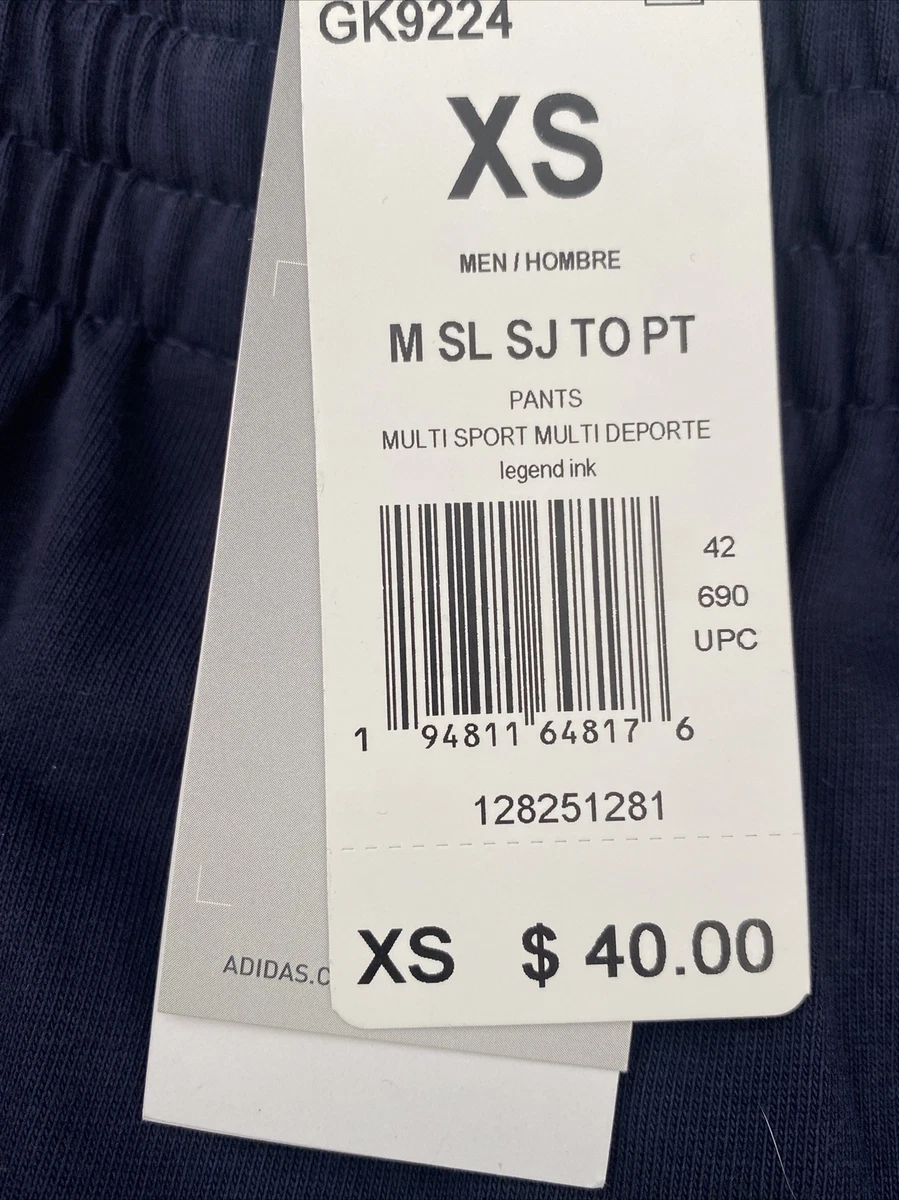 GK9224
XS
MEN / HOMBRE
M SL SJ TO PT
PANTS
MULTI SPORT MULTI DEPORTE
legend ink
42
690
UPC
1 94811 64817 6
128251281
XS $ 40.00
ADIDAS.C